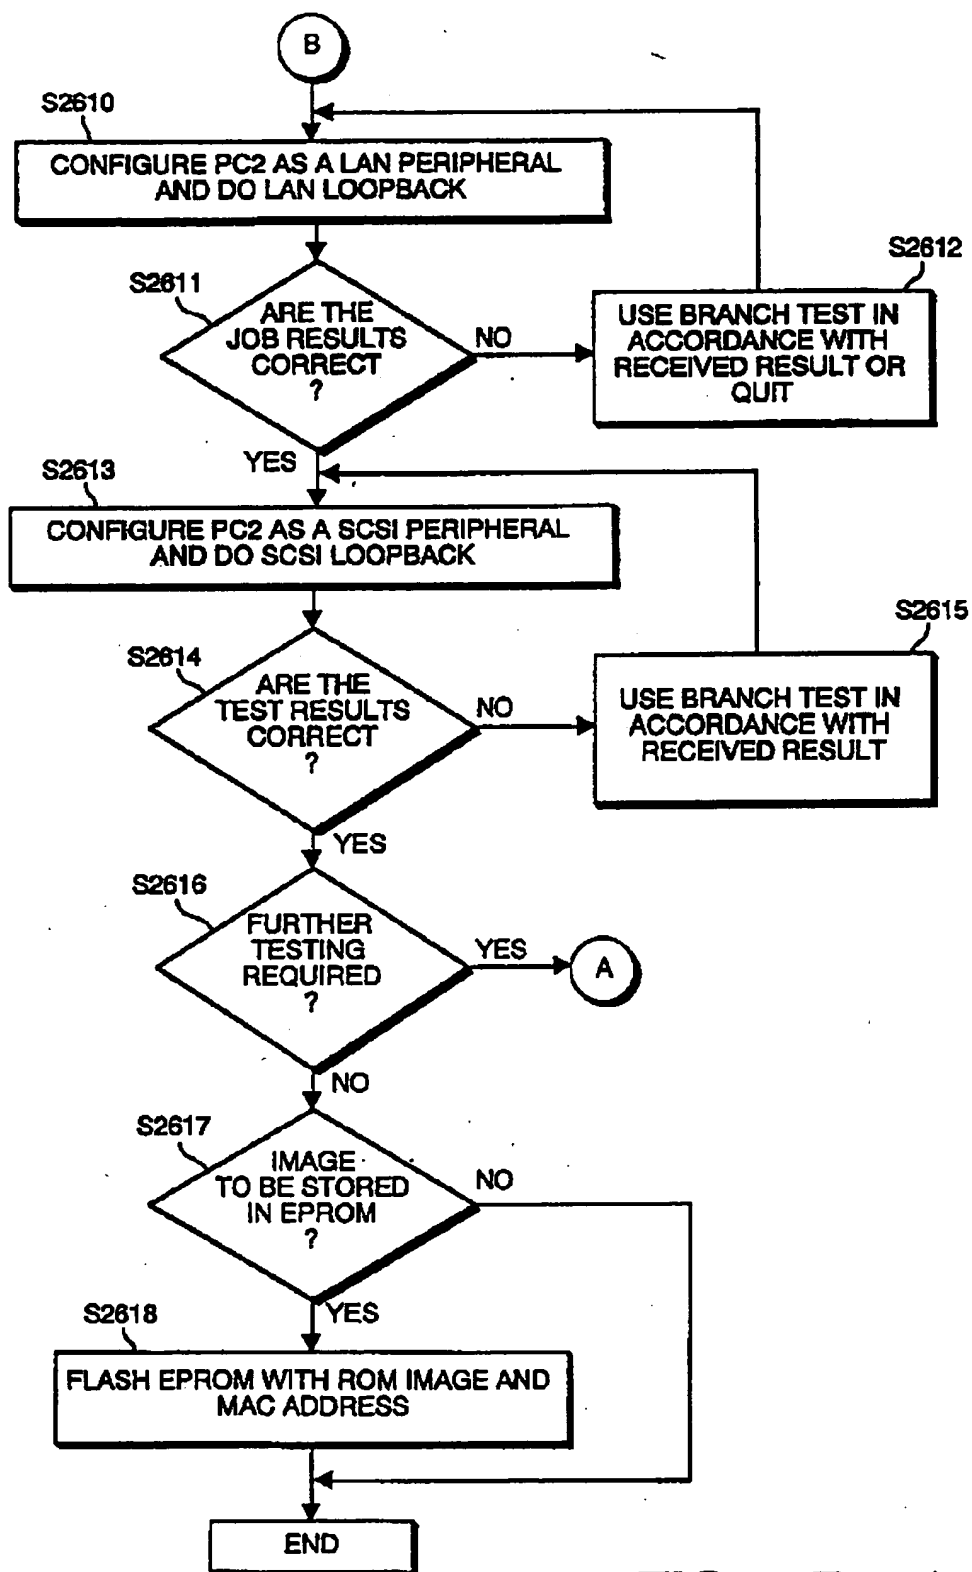 B
S2610
CONFIGURE PC2 AS A LAN PERIPHERAL
AND DO LAN LOOPBACK
S2611
ARE THE
JOB RESULTS
CORRECT
?
NO
S2612
USE BRANCH TEST IN
ACCORDANCE WITH
RECEIVED RESULT OR
QUIT
YES
S2613
CONFIGURE PC2 AS A SCSI PERIPHERAL
AND DO SCSI LOOPBACK
S2614
ARE THE
TEST RESULTS
CORRECT
?
NO
S2615
USE BRANCH TEST IN
ACCORDANCE WITH
RECEIVED RESULT
YES
S2616
FURTHER
TESTING
REQUIRED
?
YES
A
NO
S2617
IMAGE
TO BE STORED
IN EPROM
?
NO
YES
S2618
FLASH EPROM WITH ROM IMAGE AND
MAC ADDRESS
END